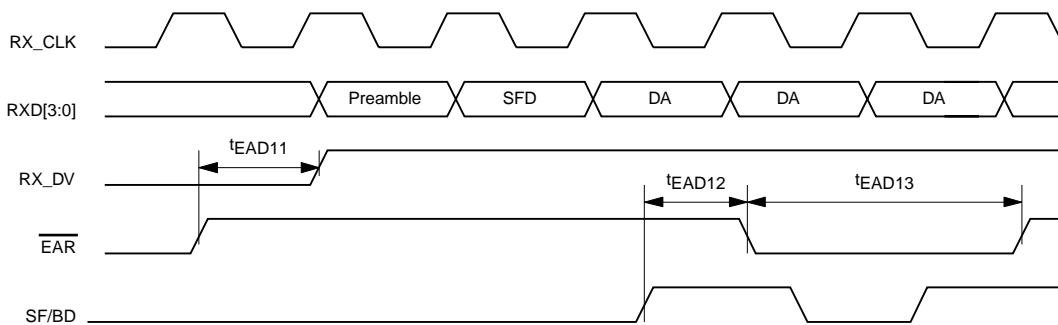 RX_CLK
RXD[3:0]
Preamble
SFD
DA
DA
DA
tEAD11
RX_DV
tEAD12
tEAD13
EAR
SF/BD